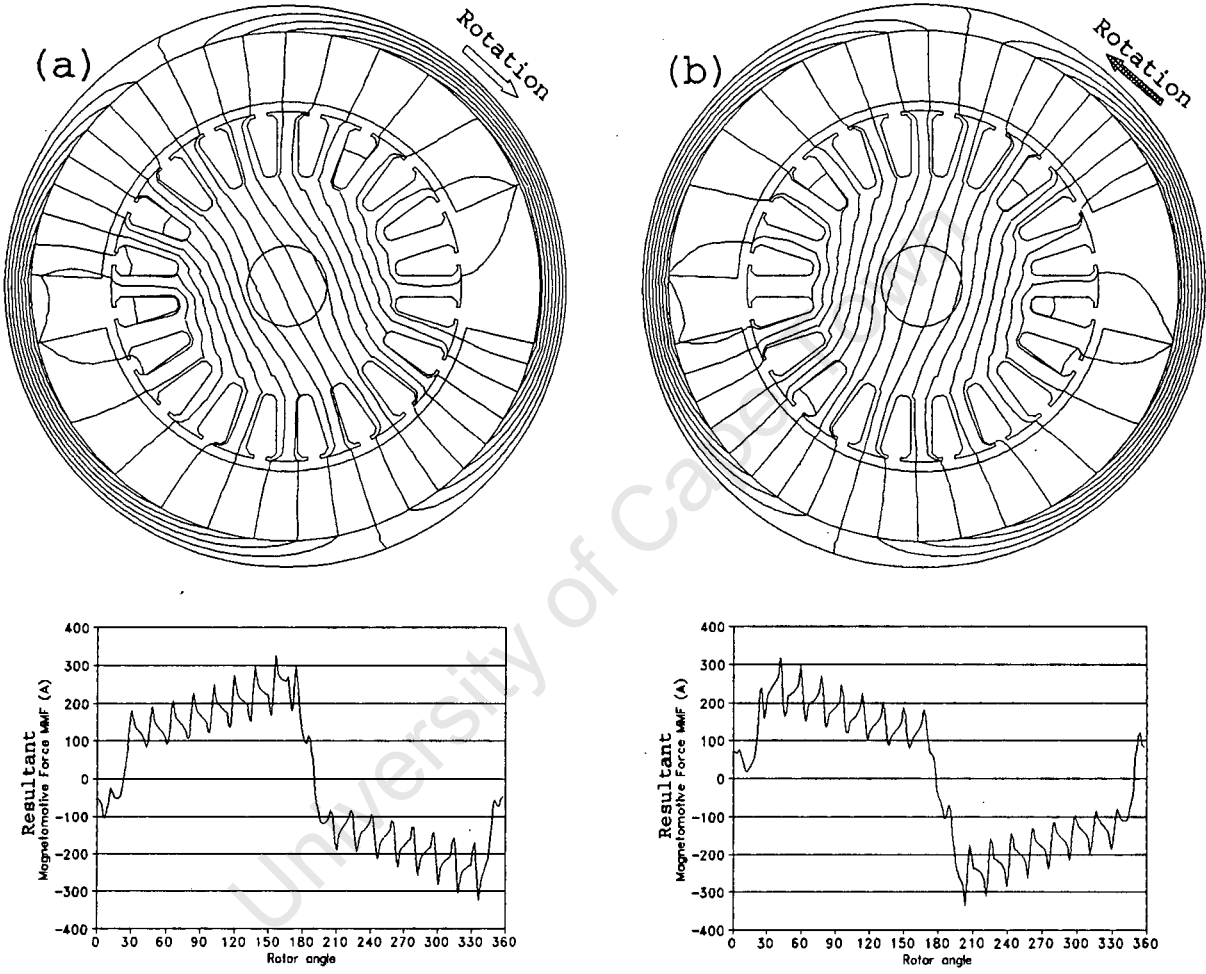 (a)
Rotation
(b)
Rotation
University of Cape Town
Resultant
Magnetomotive Force MMF (A)
400
300
200
100
0
-100
-200
-300
-400
0 30 60 90 120 150 180 210 240 270 300 330 360
Rotor angle
Resultant
Magnetomotive Force MMF (A)
400
300
200
100
0
-100
-200
-300
-400
0 30 60 90 120 150 180 210 240 270 300 330 360
Rotor angle